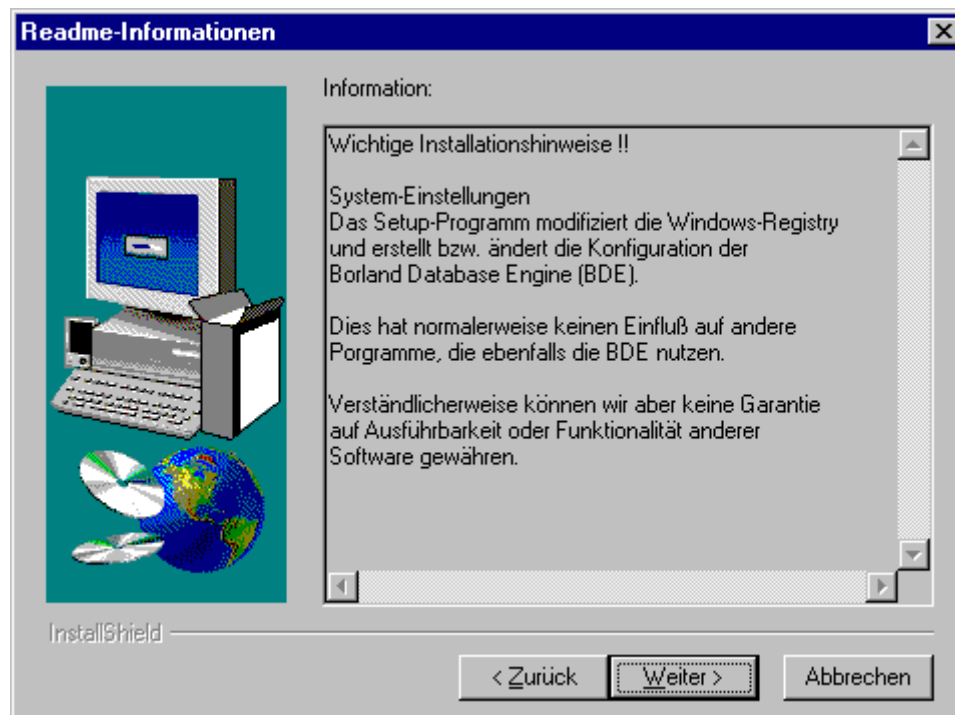 Readme-Informationen
Information:
Wichtige Installationshinweise !!
System-Einstellungen
Das Setup-Programm modifiziert die Windows-Registry
und erstellt bzw. ändert die Konfiguration der
Borland Database Engine (BDE).
Dies hat normalerweise keinen Einfluß auf andere
Porgramme, die ebenfalls die BDE nutzen.
Verständlicherweise können wir aber keine Garantie
auf Ausführbarkeit oder Funktionalität anderer
Software gewähren.
InstallShield
< Zurück Weiter > Abbrechen